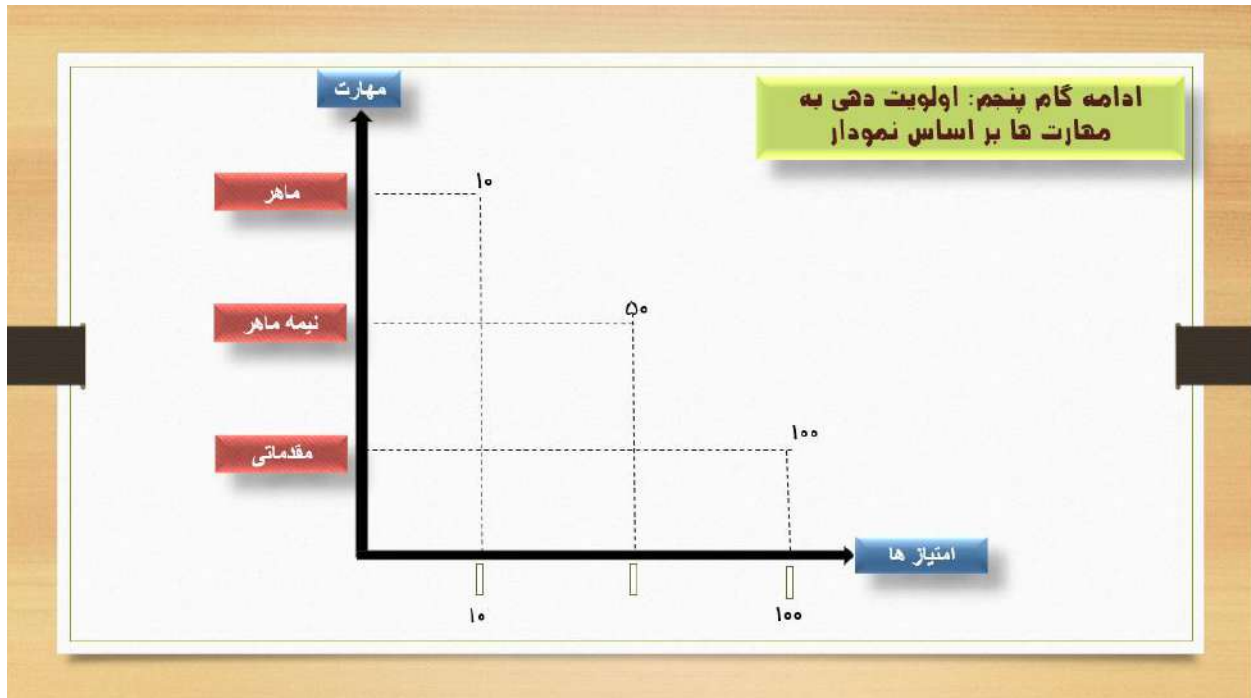 ادامه گام پنجم: اولویت دهی به
مهارت ها بر اساس نمودار
مهارت
ماهر
۱۰
نیمه ماهر
۵۰
مقدماتی
۱۰۰
امتیاز ها
۱۰
۱۰۰